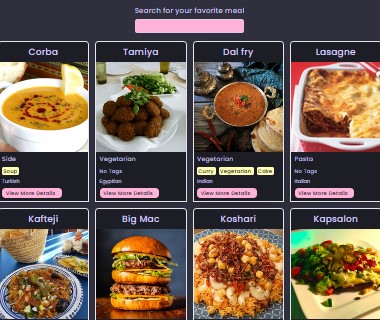 Search for your favorite meal
Corba
Tamiya
Dal fry
Lasagne
Side
Soup
Turkish
View More Details
Vegetarian
No Tags
Egyptian
View More Details
Vegetarian
Curry Vegetarian Cake
Indian
View More Details
Pasta
No Tags
Italian
View More Details
Kafteji
Big Mac
Koshari
Kapsalon